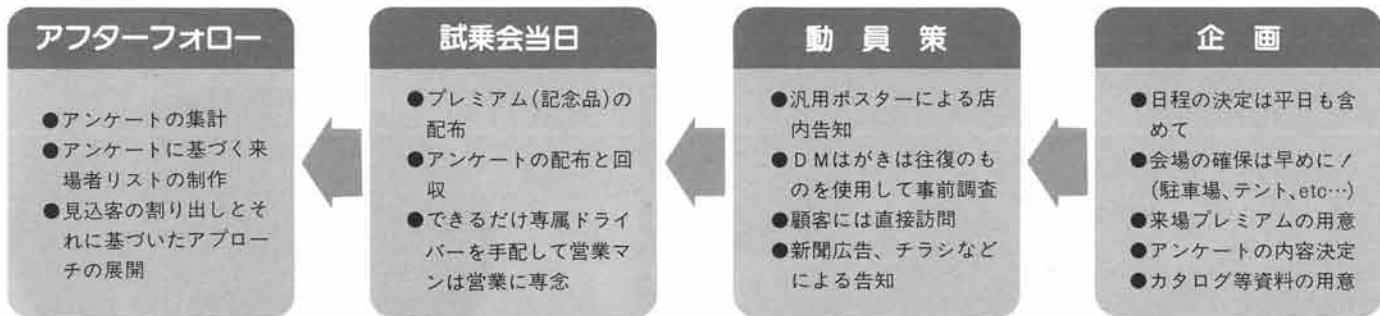 企画
●日程の決定は平日も含
めて
●会場の確保は早めに！
(駐車場、テント、etc…)
●来場プレミアムの用意
●アンケートの内容決定
●カタログ等資料の用意
動員策
●汎用ポスターによる店
内告知
●DMはがきは往復のも
のを使用して事前調査
●顧客には直接訪問
●新聞広告、チラシなど
による告知
試乗会当日
●プレミアム(記念品)の
配布
●アンケートの配布と回
収
●できるだけ専属ドライ
バーを手配して営業マ
ンは営業に専念
アフターフォロー
●アンケートの集計
●アンケートに基づく来
場者リストの制作
●見込客の割り出しとそ
れに基づいたアプロー
チの展開